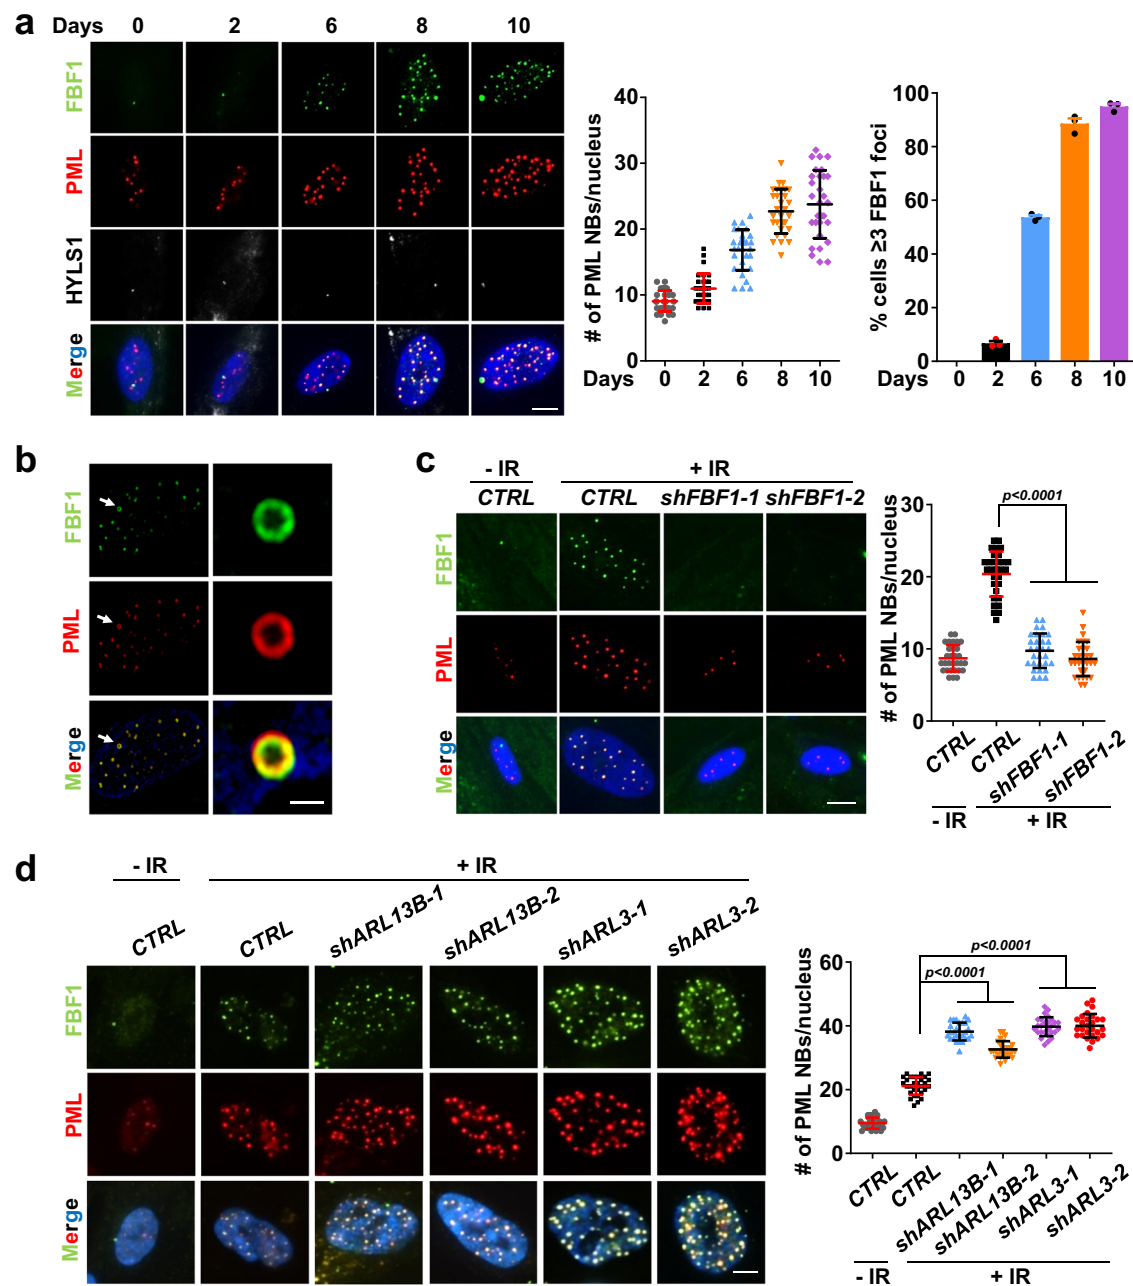 a
Days 0 2 6 8 10
FBF1
PML
HYLS1
Merge
# of PML NBs/nucleus
40
30
20
10
0
Days 0 2 6 8 10
% cells ≥3 FBF1 foci
100
80
60
40
20
0
Days 0 2 6 8 10
b
FBF1
PML
Merge
c
- IR + IR
CTRL CTRL shFBF1-1 shFBF1-2
FBF1
PML
Merge
# of PML NBs/nucleus
30
20
10
0
p<0.0001
CTRL CTRL shFBF1-1 shFBF1-2
- IR + IR
d
- IR + IR
CTRL CTRL shARL13B-1 shARL13B-2 shARL3-1 shARL3-2
FBF1
PML
Merge
# of PML NBs/nucleus
60
40
20
0
p<0.0001
p<0.0001
CTRL CTRL shARL13B-1 shARL13B-2 shARL3-1 shARL3-2
- IR + IR